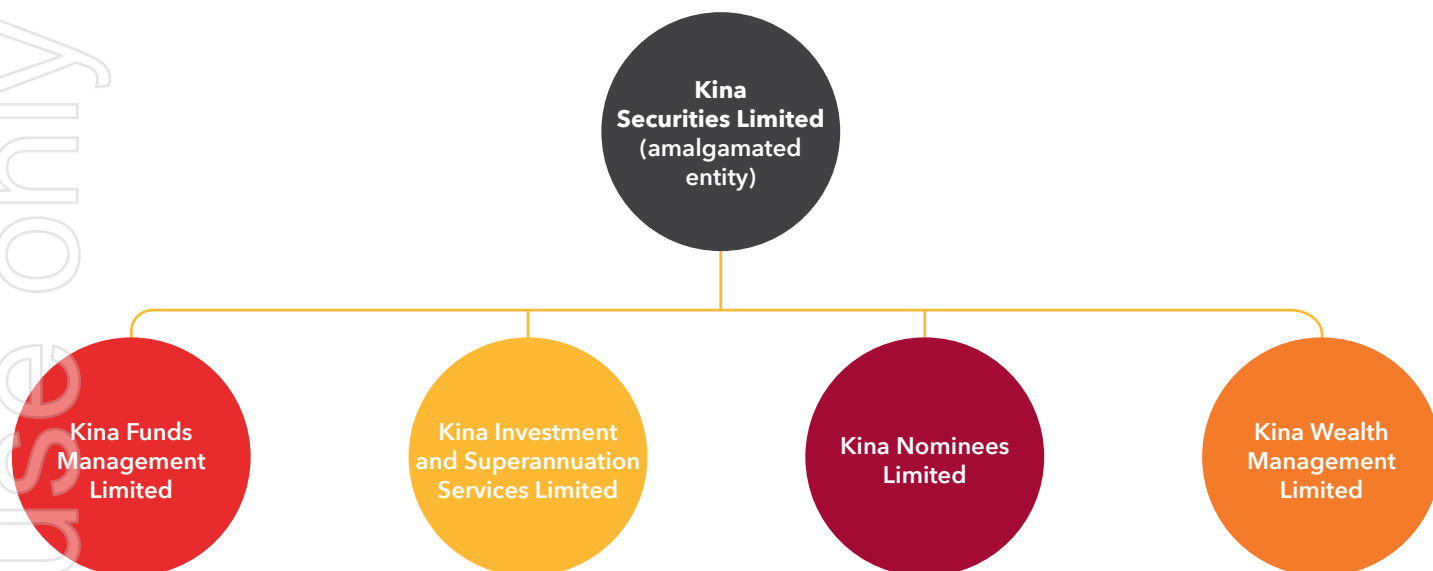 Kina
Securities Limited
(amalgamated
entity)
Kina Funds
Management
Limited
Kina Investment
and Superannuation
Services Limited
Kina Nominees
Limited
Kina Wealth
Management
Limited
use only